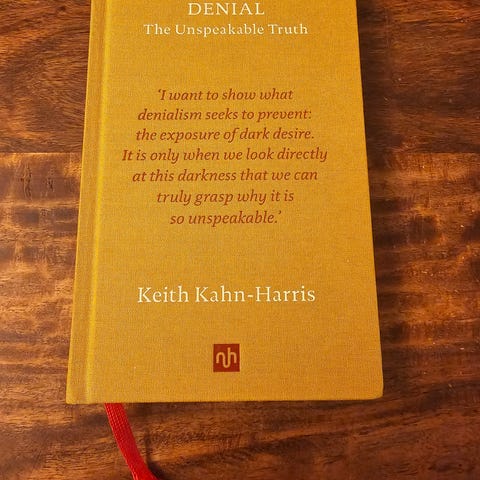 DENIAL
The Unspeakable Truth
‘I want to show what
denialism seeks to prevent:
the exposure of dark desire.
It is only when we look directly
at this darkness that we can
truly grasp why it is
so unspeakable.’
Keith Kahn-Harris
nh